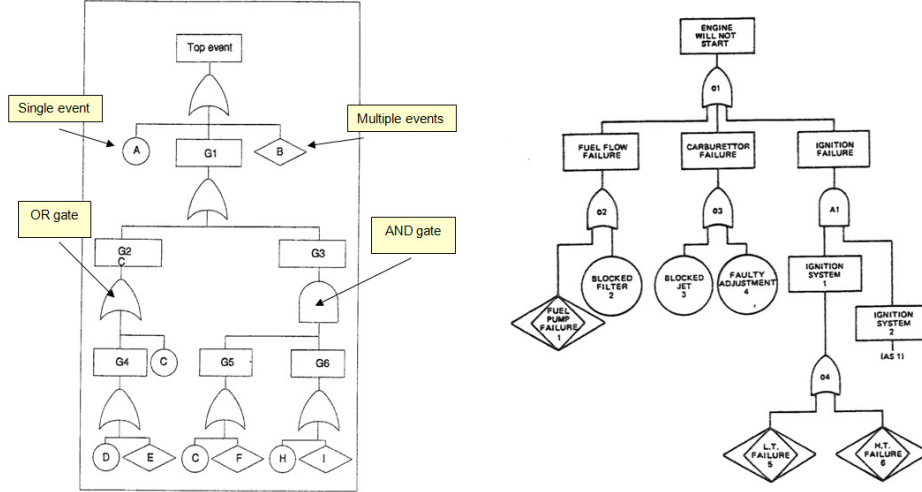 Top event
Single event
Multiple events
A
G1
B
OR gate
AND gate
G2
C
G3
G4
C
G5
G6
D
E
C
F
H
I
ENGINE
WILL NOT
START
01
FUEL FLOW
FAILURE
CARBURETTOR
FAILURE
IGNITION
FAILURE
02
03
A1
BLOCKED
FILTER
2
BLOCKED
JET
3
FAULTY
ADJUSTMENT
4
IGNITION
SYSTEM
1
FUEL
PUMP
FAILURE
1
IGNITION
SYSTEM
2
(AS 1)
04
L.T.
FAILURE
5
H.T.
FAILURE
6